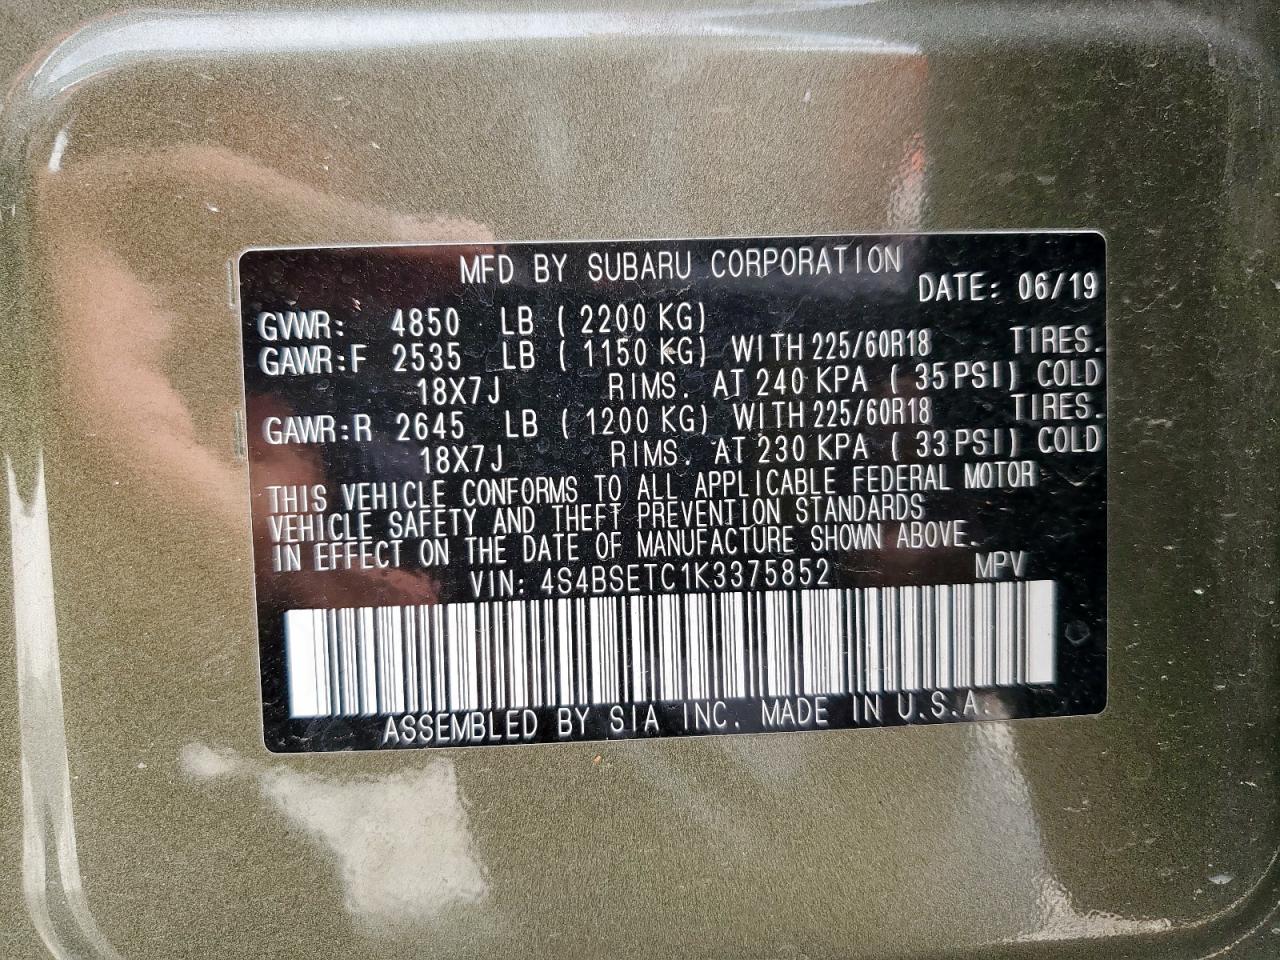 MFD BY SUBARU CORPORATION
DATE: 06/19
GVWR: 4850 LB (2200 KG)
GAWR:F 2535 LB (1150 KG) WITH 225/60R18 TIRES.
18X7J RIMS. AT 240 KPA (35 PSI) COLD
GAWR:R 2645 LB (1200 KG) WITH 225/60R18 TIRES.
18X7J RIMS. AT 230 KPA (33 PSI) COLD
THIS VEHICLE CONFORMS TO ALL APPLICABLE FEDERAL MOTOR
VEHICLE SAFETY AND THEFT PREVENTION STANDARDS
IN EFFECT ON THE DATE OF MANUFACTURE SHOWN ABOVE.
VIN: 4S4BSETC1K3375852 MPV
ASSEMBLED BY SIA INC. MADE IN U.S.A.